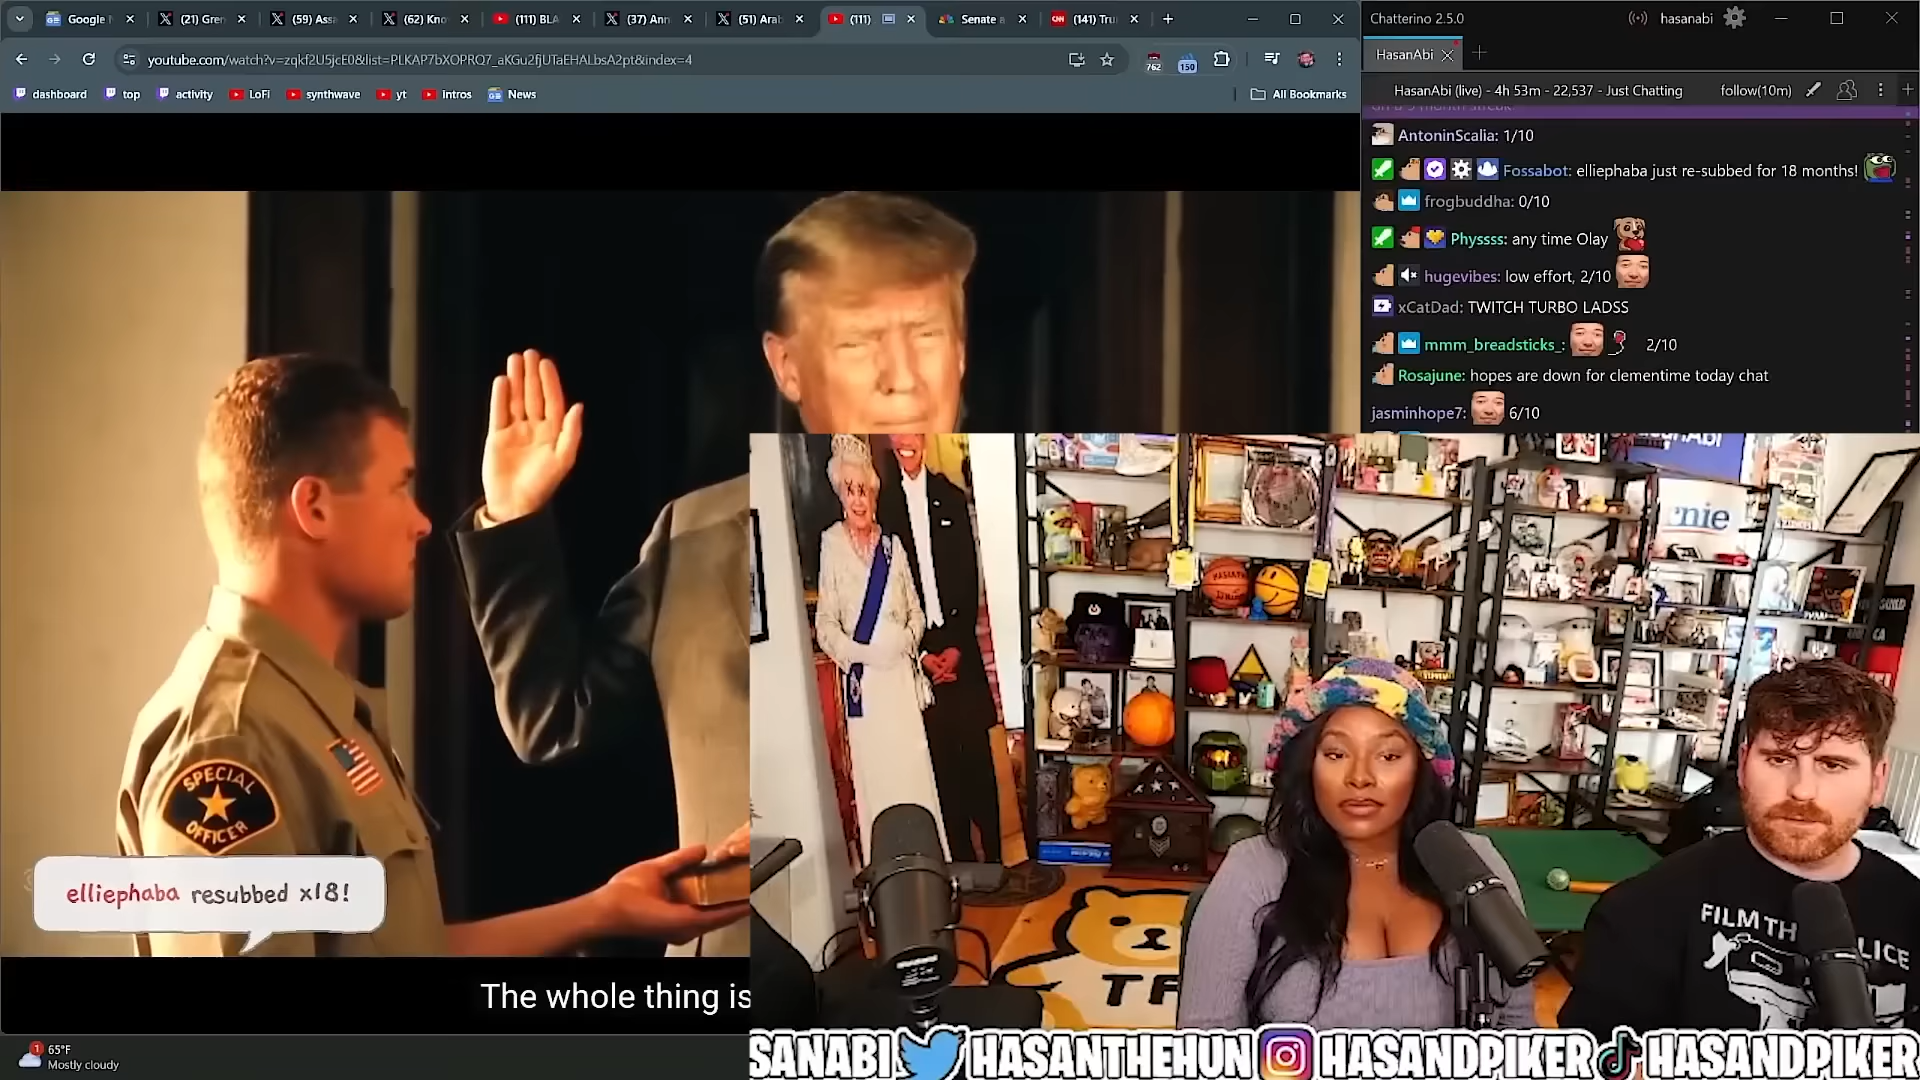 Google N
(21) Gren
(59) Assa
(62) Kno
(111) BLA
(37) Ann
(51) Arab
(111)
Senate a
(141) Tru
Chatterino 2.5.0
hasanabi
HasanAbi
youtube.com/watch?v=zqkf2U5jcE0&list=PLKAP7bXOPRQ7_aKGu2fjUTaEHALbsA2pt&index=4
762
150
dashboard
top
activity
LoFi
synthwave
yt
Intros
News
All Bookmarks
HasanAbi (live) - 4h 53m - 22,537 - Just Chatting
follow(10m)
AntoninScalia: 1/10
Fossabot: elliephaba just re-subbed for 18 months!
frogbuddha: 0/10
Physsss: any time Olay
hugevibes: low effort, 2/10
xCatDad: TWITCH TURBO LADSS
mmm_breadsticks_: 2/10
Rosajune: hopes are down for clementime today chat
jasminhope7: 6/10
SPECIAL
OFFICER
elliephaba resubbed x18!
The whole thing is
rnie
FILM TH LICE
1
65°F
Mostly cloudy
SANABI HASANTHEHUN HASANDPIKER HASANDPIKER